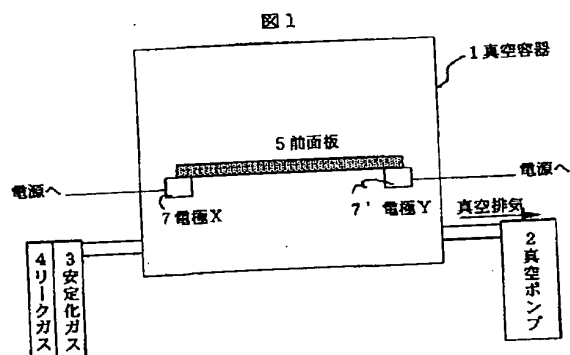 図1
1真空容器
5前面板
電源へ
電源へ
7電極X
7'電極Y
真空排気
2真空ポンプ
3安定化ガス
4リークガス